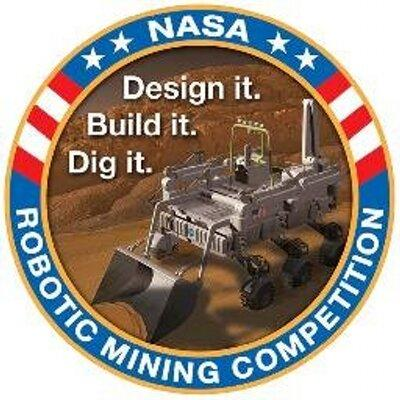 NASA
Design it.
Build it.
Dig it.
ROBOTIC MINING COMPETITION